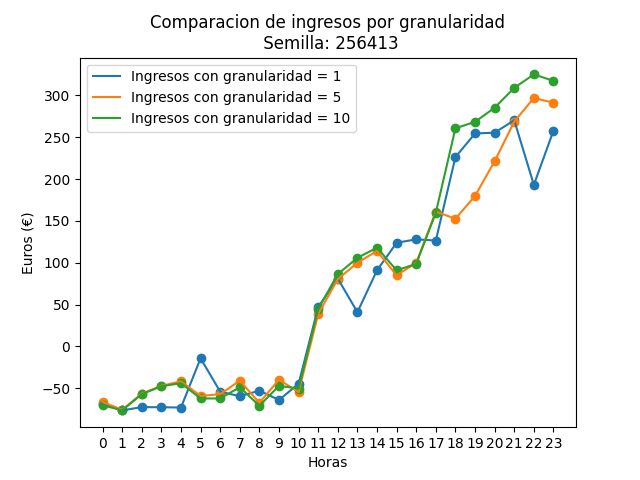 Comparacion de ingresos por granularidad
Semilla: 256413
Ingresos con granularidad = 1
Ingresos con granularidad = 5
Ingresos con granularidad = 10
Euros (€)
300
250
200
150
100
50
0
−50
0 1 2 3 4 5 6 7 8 9 10 11 12 13 14 15 16 17 18 19 20 21 22 23
Horas